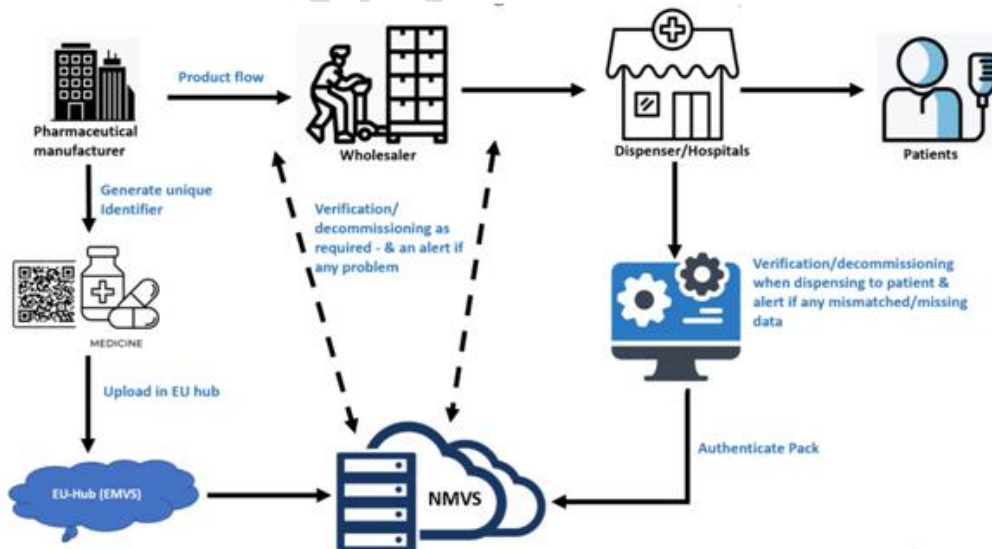 Product flow
Pharmaceutical
manufacturer
Wholesaler
Dispenser/Hospitals
Patients
Generate unique
Identifier
Verification/
decommissioning as
required - & an alert if
any problem
Verification/decommissioning
when dispensing to patient &
alert if any mismatched/missing
data
MEDICINE
Upload in EU hub
Authenticate Pack
EU-Hub (EMVS)
NMVS